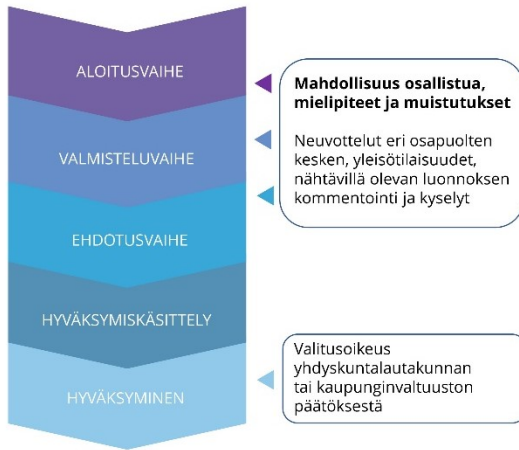 ALOITUSVAIHE
Mahdollisuus osallistua,
mielipiteet ja muistutukset
Neuvottelut eri osapuolten
kesken, yleisötilaisuudet,
nähtävillä olevan luonnoksen
kommentointi ja kyselyt
VALMISTELUVAIHE
EHDOTUSVAIHE
HYVÄKSYMISKÄSITTELY
HYVÄKSYMINEN
Valitusoikeus
yhdyskuntalautakunnan
tai kaupunginvaltuuston
päätöksestä